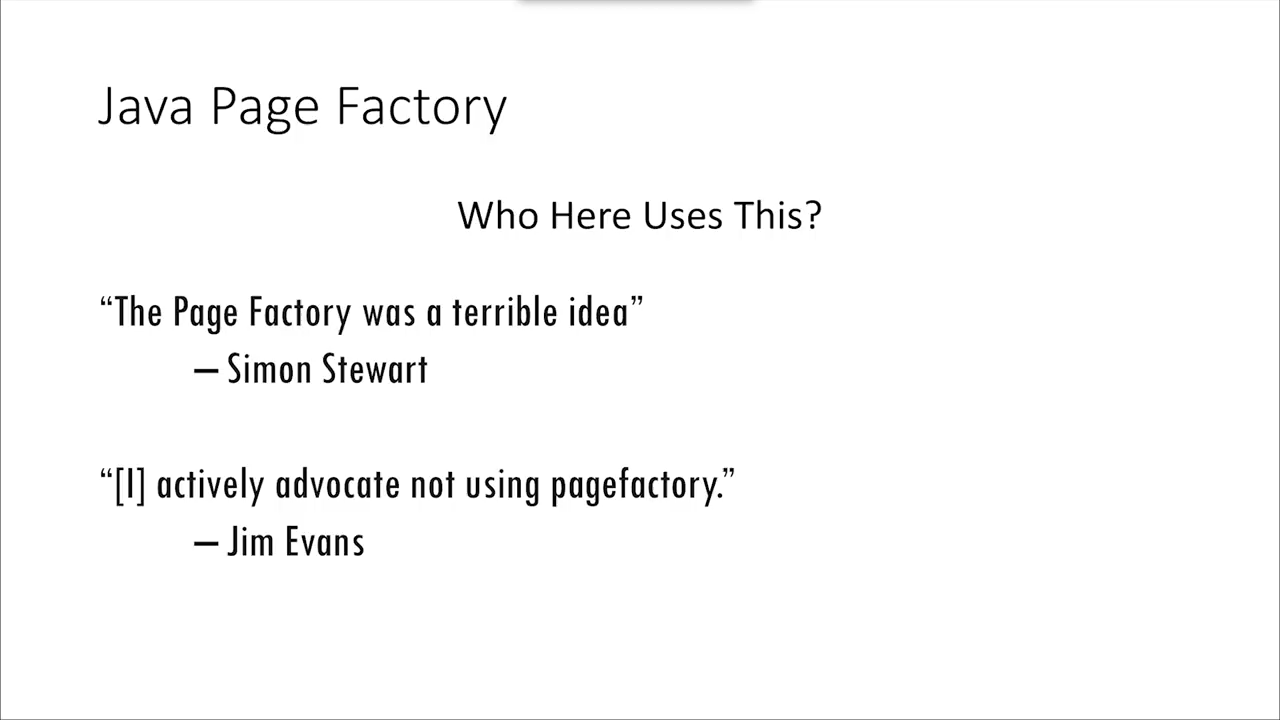 Java Page Factory
Who Here Uses This?
“The Page Factory was a terrible idea”
– Simon Stewart
“[I] actively advocate not using pagefactory.”
– Jim Evans